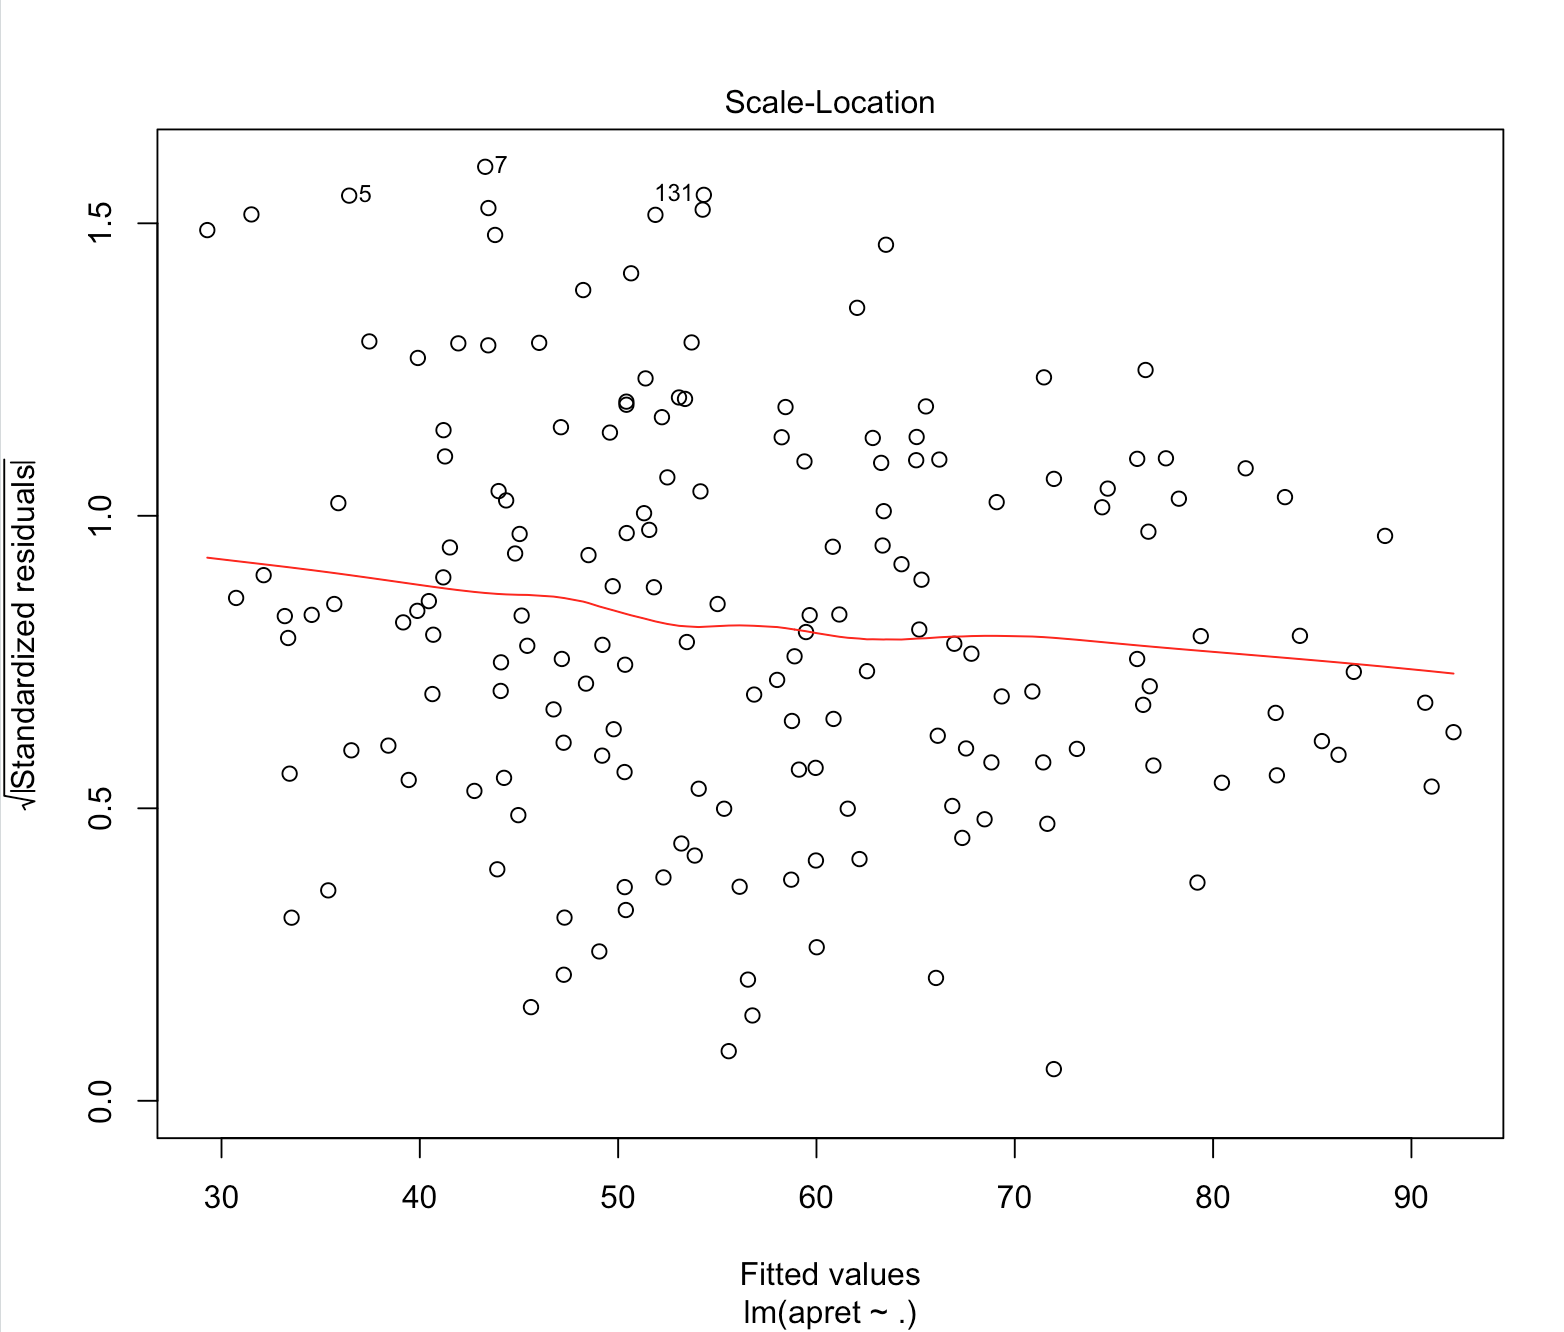 Scale-Location
√|Standardized residuals|
1.5
1.0
0.5
0.0
7
5
131
30 40 50 60 70 80 90
Fitted values
lm(apret ~ .)